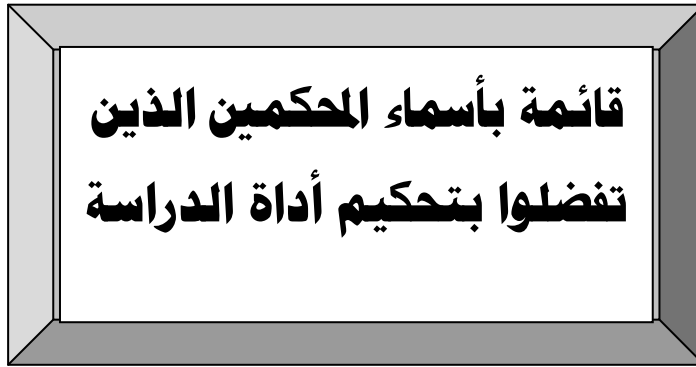 قائمة بأسماء المحكمين الذين
تفضلوا بتحكيم أداة الدراسة